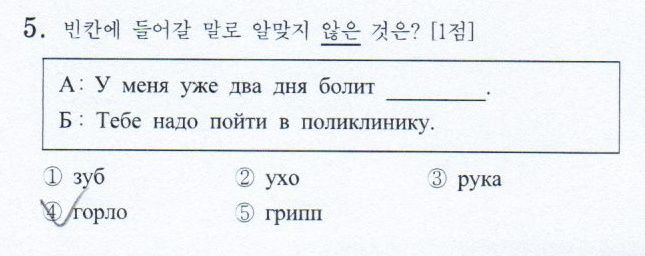 5. 빈칸에 들어갈 말로 알맞지 않은 것은? [1점]
А: У меня уже два дня болит ________.
Б: Тебе надо пойти в поликлинику.
① зуб ② ухо ③ рука
④ горло ⑤ грипп